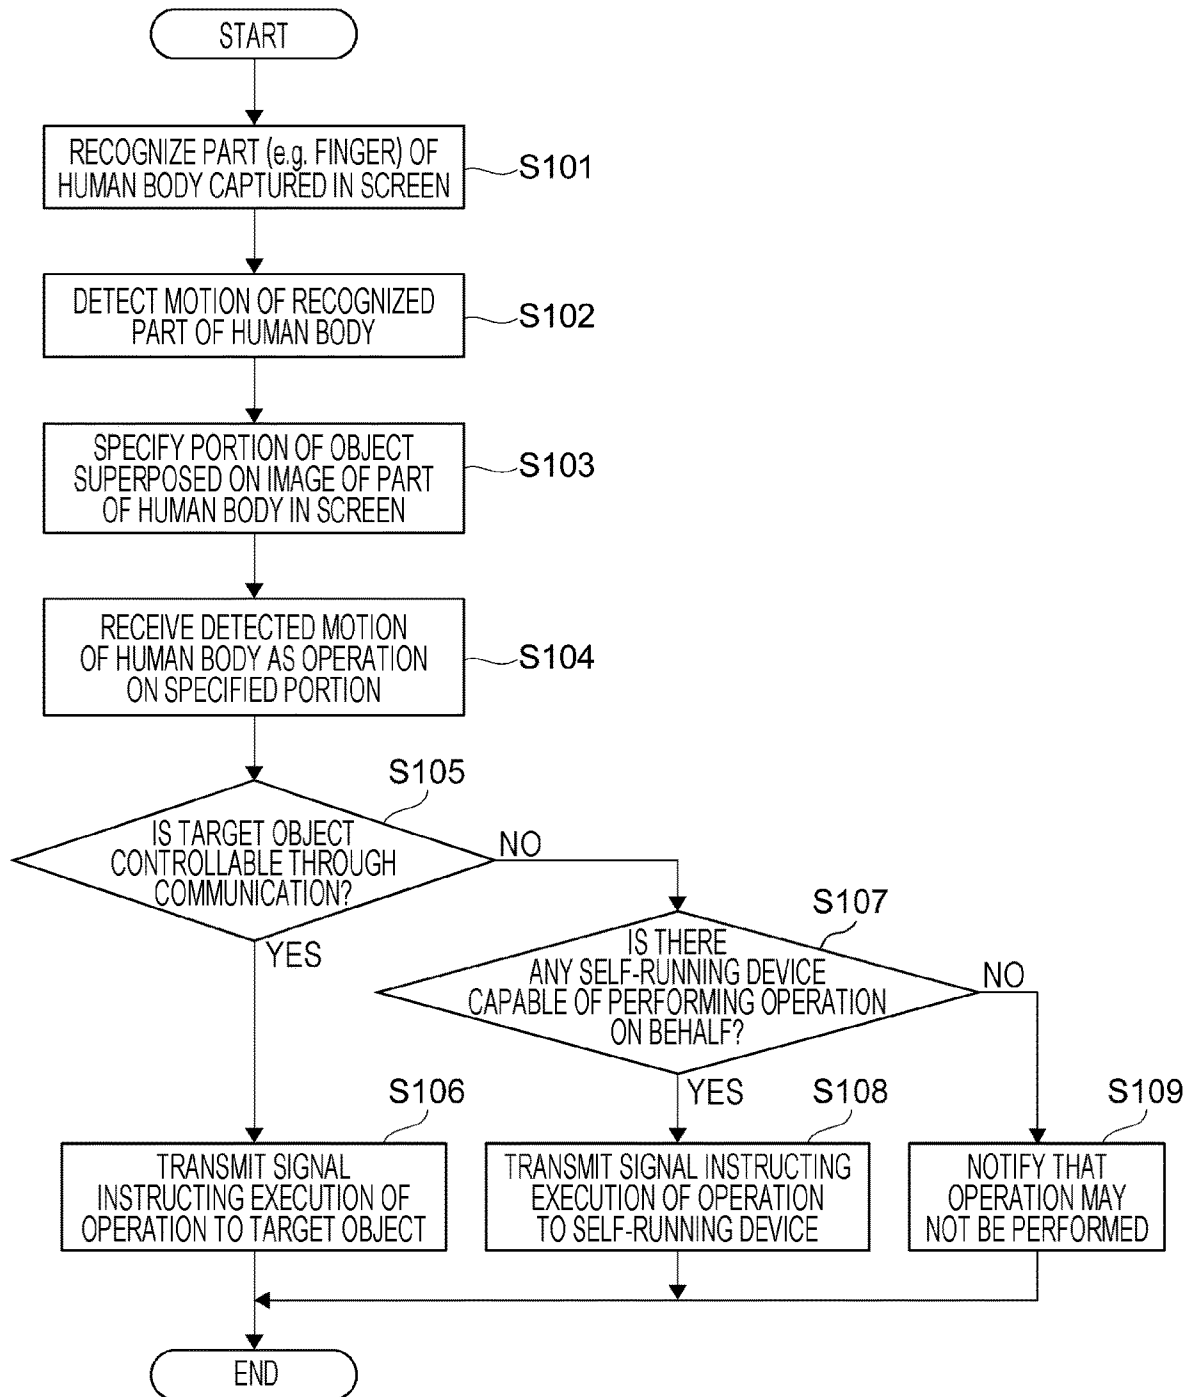 START
RECOGNIZE PART (e.g. FINGER) OF
HUMAN BODY CAPTURED IN SCREEN
S101
DETECT MOTION OF RECOGNIZED
PART OF HUMAN BODY
S102
SPECIFY PORTION OF OBJECT
SUPERPOSED ON IMAGE OF PART
OF HUMAN BODY IN SCREEN
S103
RECEIVE DETECTED MOTION
OF HUMAN BODY AS OPERATION
ON SPECIFIED PORTION
S104
S105
IS TARGET OBJECT
CONTROLLABLE THROUGH
COMMUNICATION?
NO
YES
S107
IS THERE
ANY SELF-RUNNING DEVICE
CAPABLE OF PERFORMING OPERATION
ON BEHALF?
NO
YES
S106
TRANSMIT SIGNAL
INSTRUCTING EXECUTION OF
OPERATION TO TARGET OBJECT
S108
TRANSMIT SIGNAL INSTRUCTING
EXECUTION OF OPERATION
TO SELF-RUNNING DEVICE
S109
NOTIFY THAT
OPERATION MAY
NOT BE PERFORMED
END